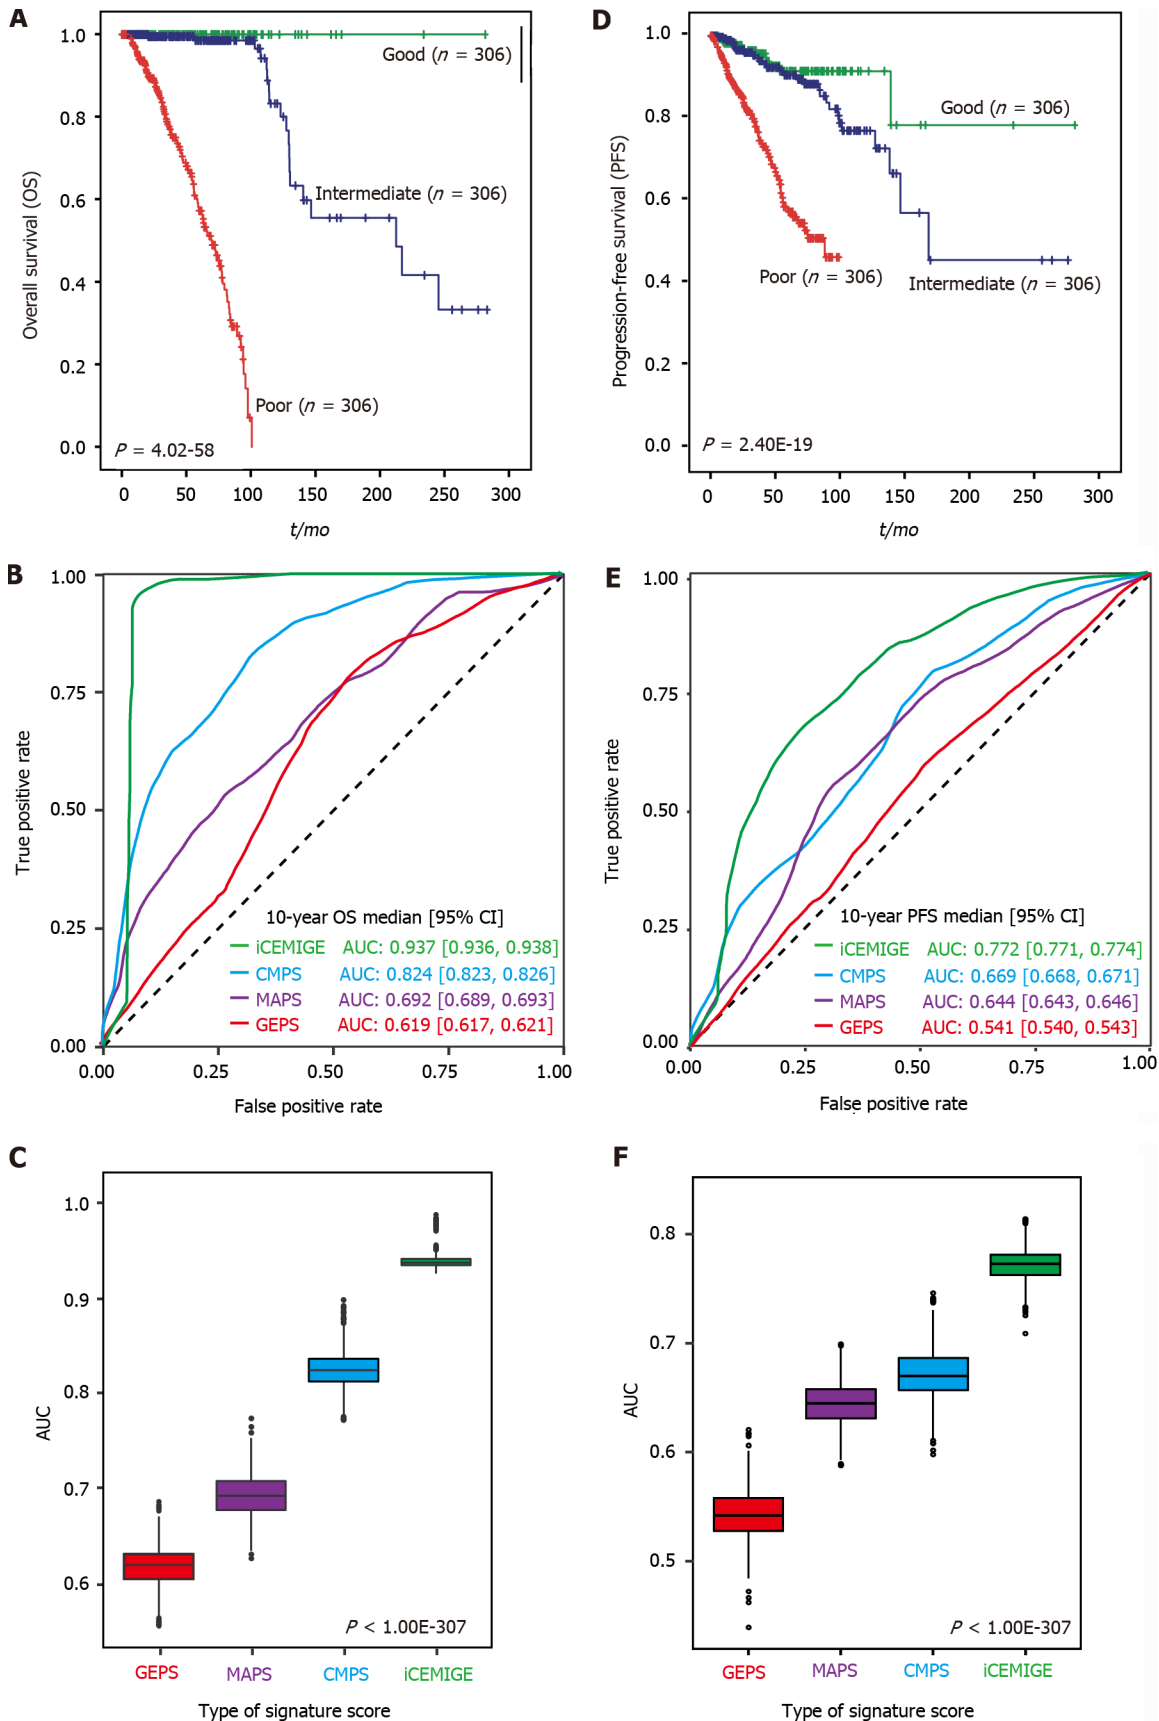 A
1.0
0.8
0.6
0.4
0.2
0.0
Overall survival (OS)
Good (n = 306)
Intermediate (n = 306)
Poor (n = 306)
P = 4.02-58
0 50 100 150 200 250 300
t/mo
D
1.0
0.8
0.6
0.4
0.2
0.0
Progression-free survival (PFS)
Good (n = 306)
Poor (n = 306)
Intermediate (n = 306)
P = 2.40E-19
0 50 100 150 200 250 300
t/mo
B
1.00
0.75
0.50
0.25
0.00
True positive rate
10-year OS median [95% CI]
iCEMIGE AUC: 0.937 [0.936, 0.938]
CMPS AUC: 0.824 [0.823, 0.826]
MAPS AUC: 0.692 [0.689, 0.693]
GEPS AUC: 0.619 [0.617, 0.621]
0.00 0.25 0.50 0.75 1.00
False positive rate
E
1.00
0.75
0.50
0.25
0.00
True positive rate
10-year PFS median [95% CI]
iCEMIGE AUC: 0.772 [0.771, 0.774]
CMPS AUC: 0.669 [0.668, 0.671]
MAPS AUC: 0.644 [0.643, 0.646]
GEPS AUC: 0.541 [0.540, 0.543]
0.00 0.25 0.50 0.75 1.00
False positive rate
C
1.0
0.9
0.8
0.7
0.6
AUC
P < 1.00E-307
GEPS MAPS CMPS iCEMIGE
Type of signature score
F
0.8
0.7
0.6
0.5
AUC
P < 1.00E-307
GEPS MAPS CMPS iCEMIGE
Type of signature score